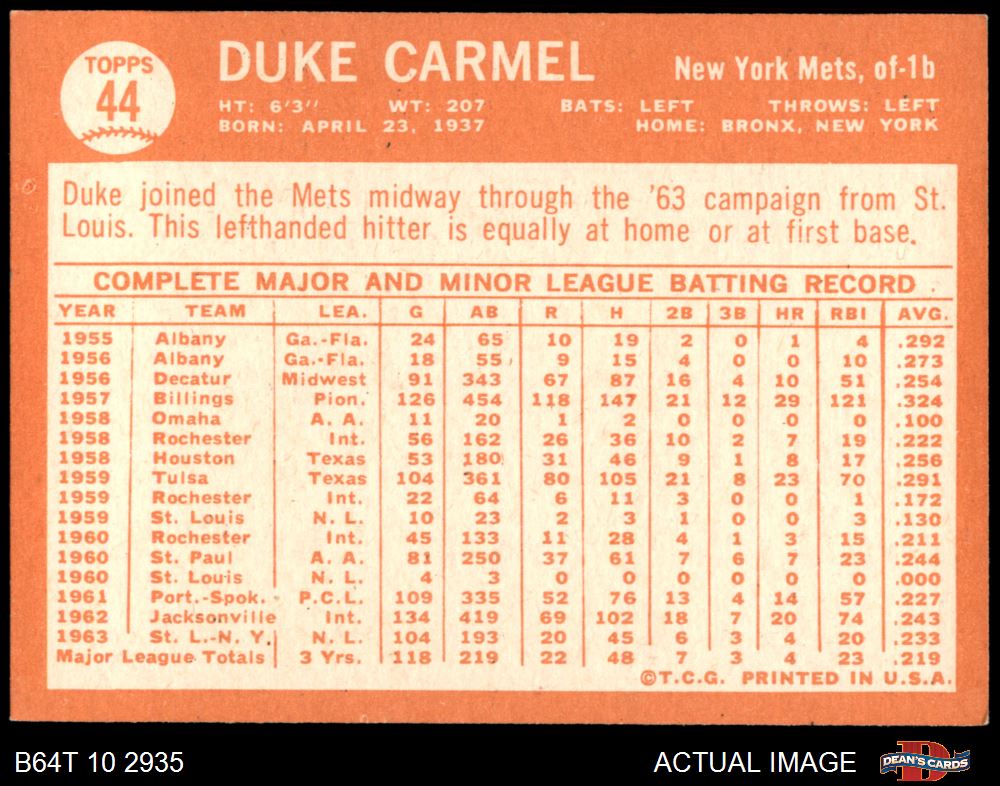 TOPPS
44
DUKE CARMEL
New York Mets, of-1b
HT: 6'3" WT: 207 BATS: LEFT THROWS: LEFT
BORN: APRIL 23, 1937 HOME: BRONX, NEW YORK
Duke joined the Mets midway through the '63 campaign from St.
Louis. This lefthanded hitter is equally at home or at first base.
COMPLETE MAJOR AND MINOR LEAGUE BATTING RECORD
YEAR TEAM LEA. G AB R H 2B 3B HR RBI AVG.
1955 Albany Ga.-Fla. 24 65 10 19 2 0 1 4 .292
1956 Albany Ga.-Fla. 18 55 9 15 4 0 0 10 .273
1956 Decatur Midwest 91 343 67 87 16 4 10 51 .254
1957 Billings Pion. 126 454 118 147 21 12 29 121 .324
1958 Omaha A. A. 11 20 1 2 0 0 0 0 .100
1958 Rochester Int. 56 162 26 36 10 2 7 19 .222
1958 Houston Texas 53 180 31 46 9 1 8 17 .256
1959 Tulsa Texas 104 361 80 105 21 8 23 70 .291
1959 Rochester Int. 22 64 6 11 3 0 0 1 .172
1959 St. Louis N. L. 10 23 2 3 1 0 0 3 .130
1960 Rochester Int. 45 133 11 28 4 1 3 15 .211
1960 St. Paul A. A. 81 250 37 61 7 6 7 23 .244
1960 St. Louis N. L. 4 3 0 0 0 0 0 0 .000
1961 Port.-Spok. P.C.L. 109 335 52 76 13 4 14 57 .227
1962 Jacksonville Int. 134 419 69 102 18 7 20 74 .243
1963 St. L.-N. Y. N. L. 104 193 20 45 6 3 4 20 .233
Major League Totals 3 Yrs. 118 219 22 48 7 3 4 23 .219
©T.C.G. PRINTED IN U.S.A.
B64T 10 2935
ACTUAL IMAGE
D
DEAN'S CARDS